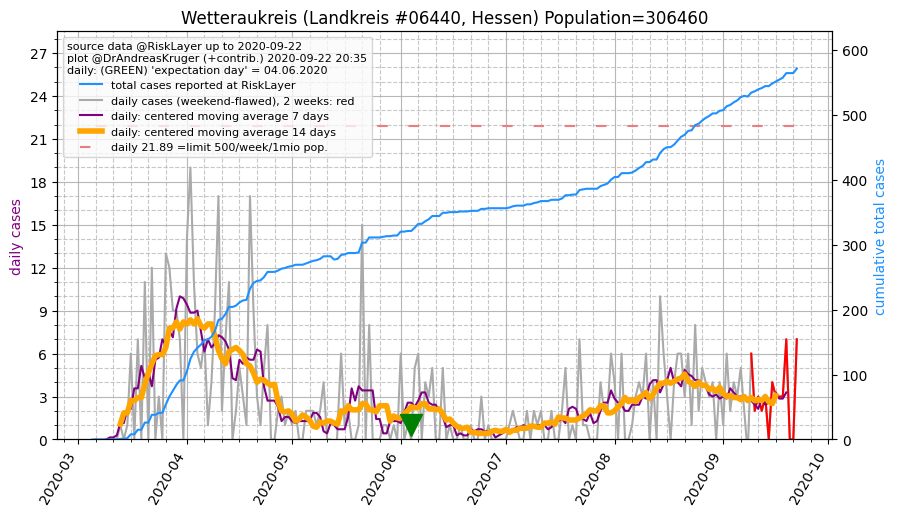 Wetteraukreis (Landkreis #06440, Hessen) Population=306460
source data @RiskLayer up to 2020-09-22
plot @DrAndreasKruger (+contrib.) 2020-09-22 20:35
daily: (GREEN) 'expectation day' = 04.06.2020
total cases reported at RiskLayer
daily cases (weekend-flawed), 2 weeks: red
daily: centered moving average 7 days
daily: centered moving average 14 days
daily 21.89 =limit 500/week/1mio pop.
daily cases
27
24
21
18
15
12
9
6
3
0
cumulative total cases
600
500
400
300
200
100
0
2020-03
2020-04
2020-05
2020-06
2020-07
2020-08
2020-09
2020-10